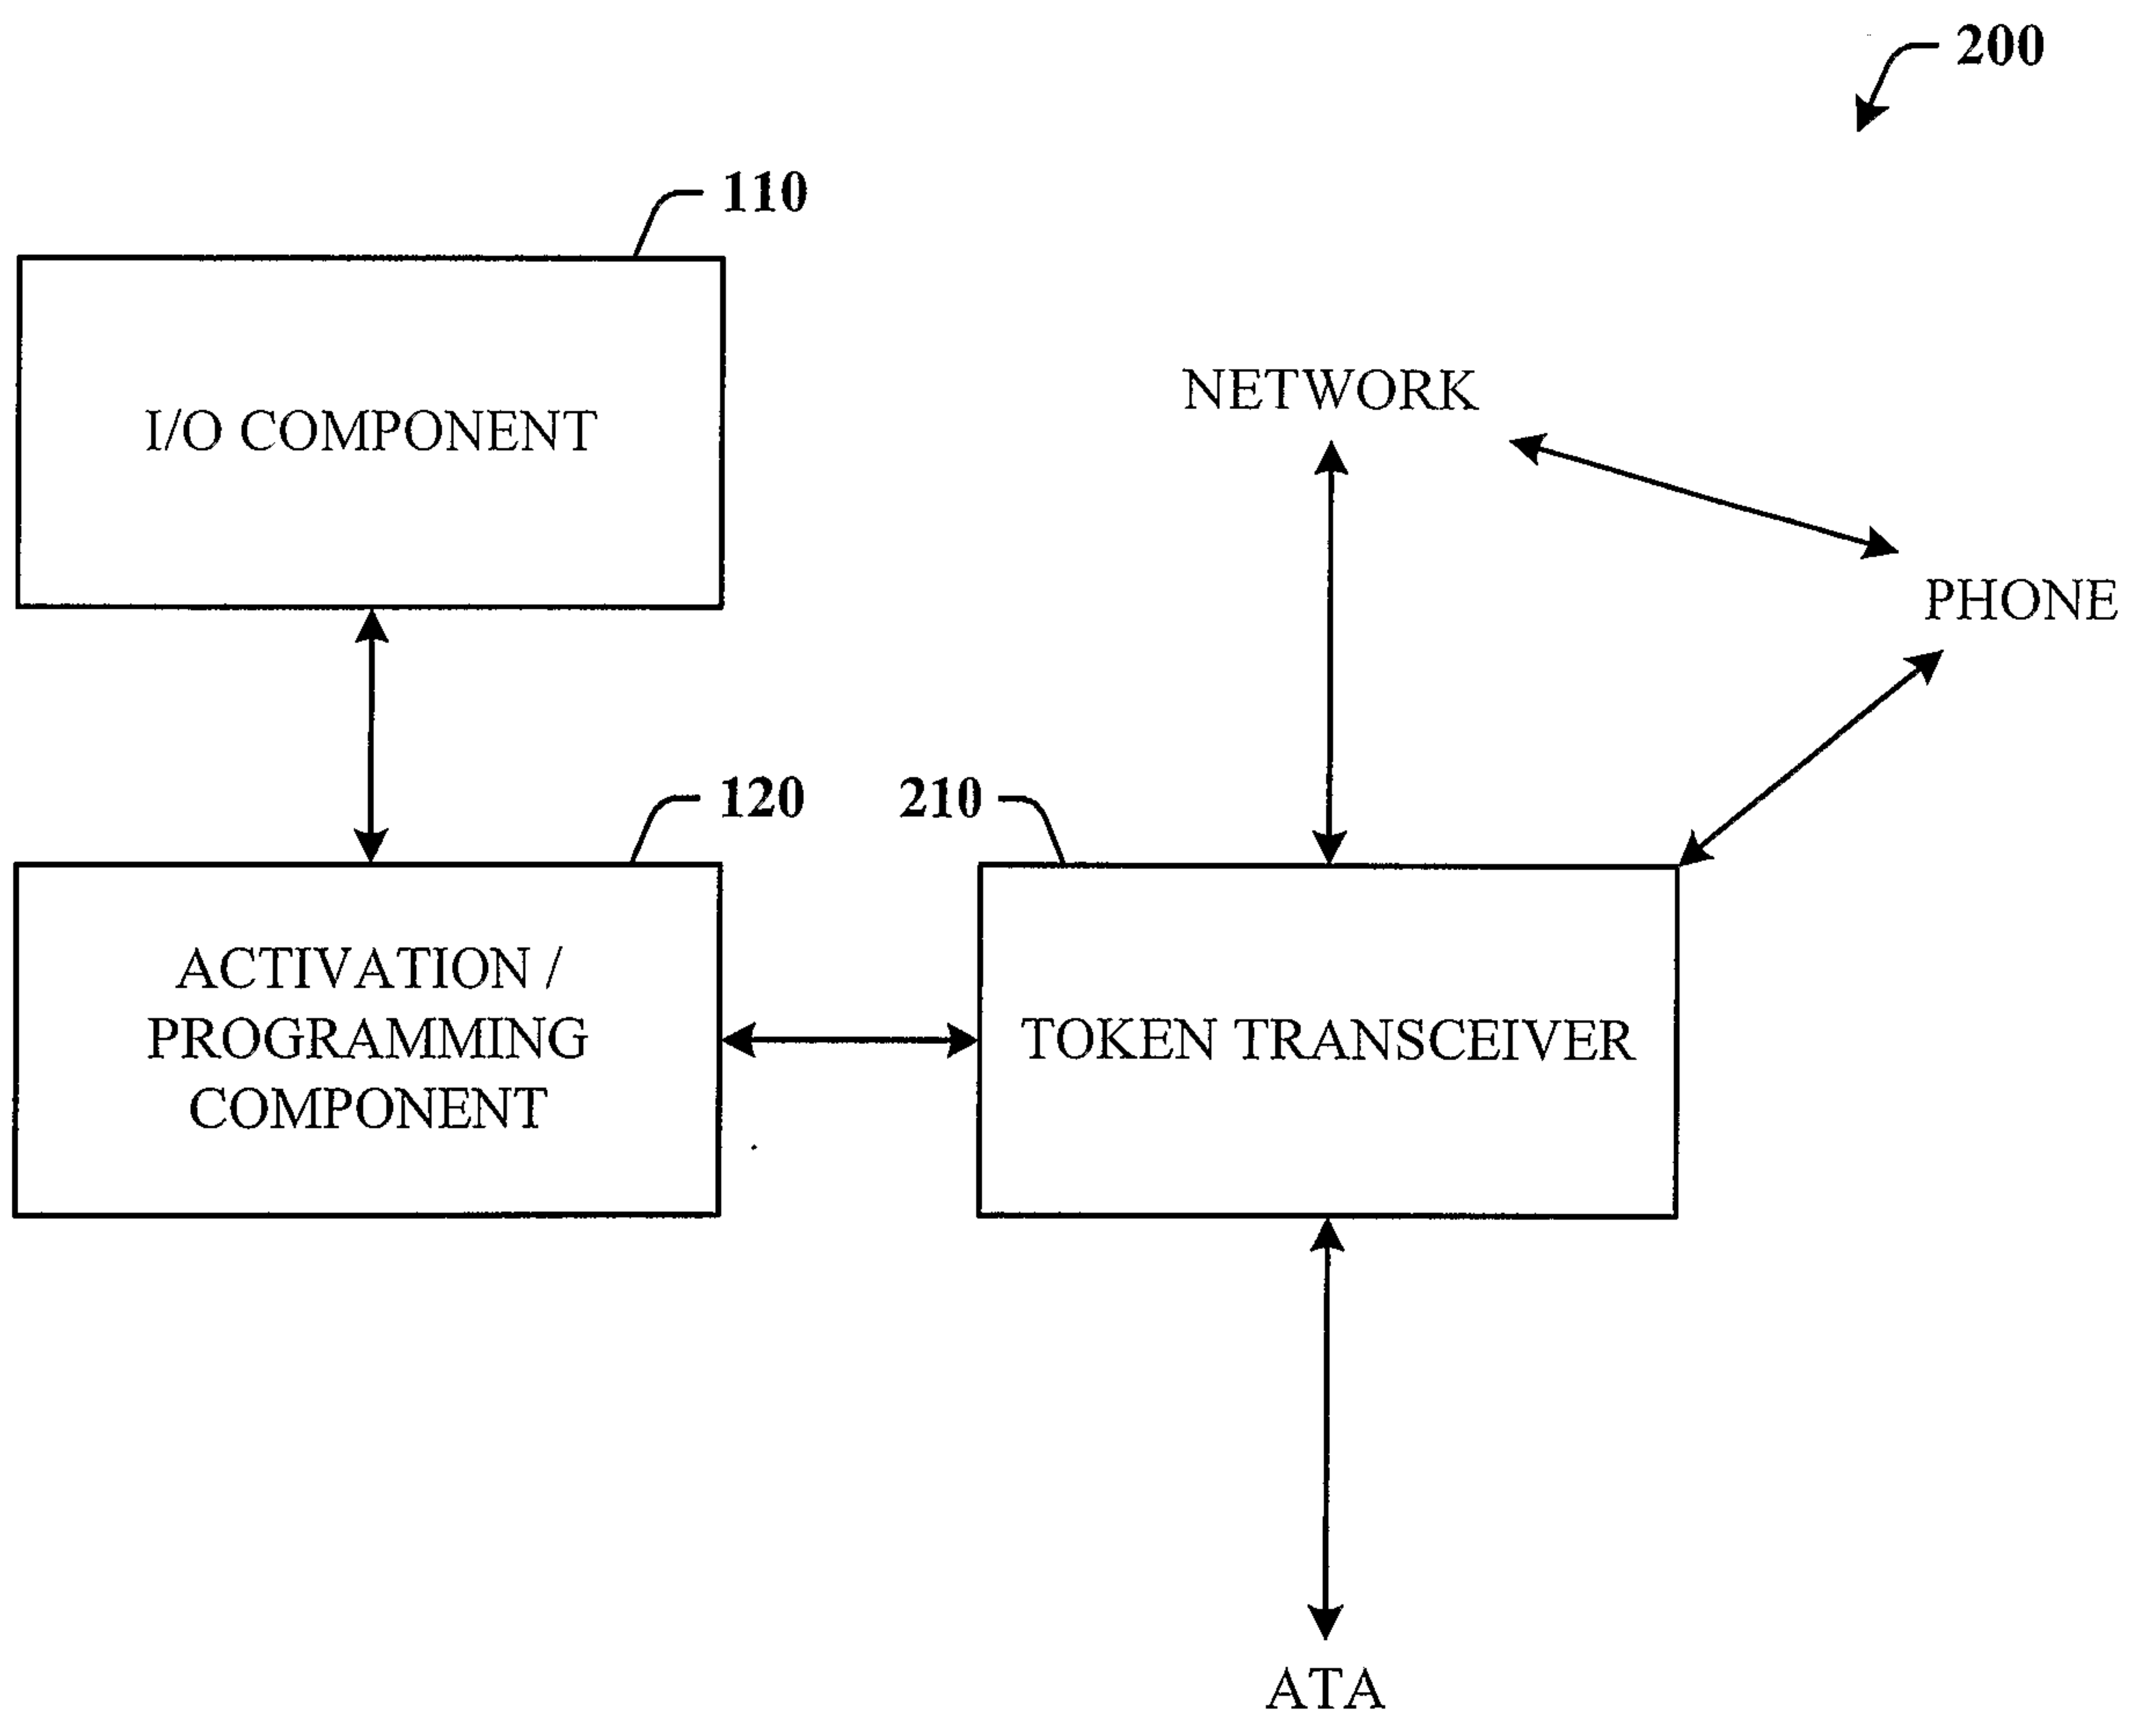 200
110
I/O COMPONENT
NETWORK
PHONE
120
210
ACTIVATION /
PROGRAMMING
COMPONENT
TOKEN TRANSCEIVER
ATA